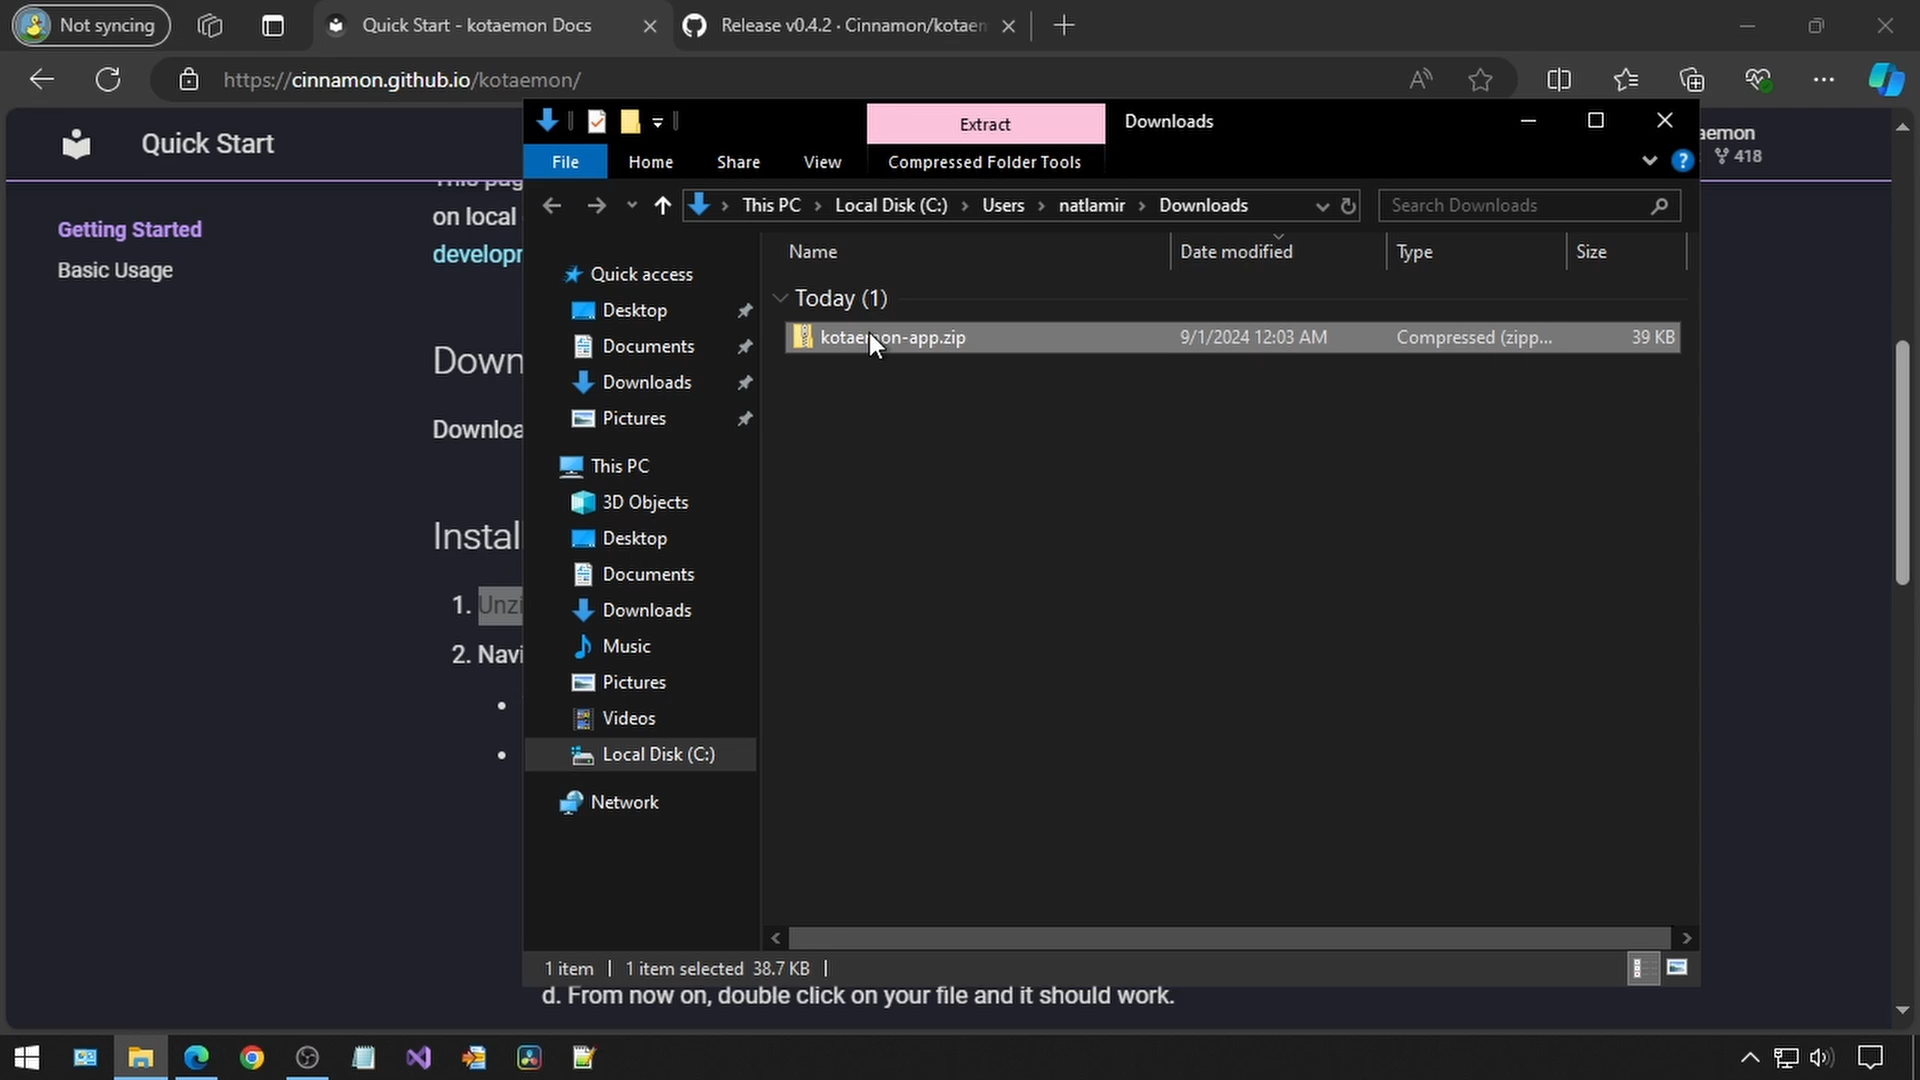 Not syncing
Quick Start - kotaemon Docs
Release v0.4.2 · Cinnamon/kotaem
https://cinnamon.github.io/kotaemon/
Quick Start
aemon
418
Getting Started
Basic Usage
on local
developm
Down
Downloa
Install
1. Unzi
2. Navi
Extract
Downloads
File
Home
Share
View
Compressed Folder Tools
This PC
Local Disk (C:)
Users
natlamir
Downloads
Search Downloads
Name
Date modified
Type
Size
Quick access
Desktop
Documents
Downloads
Pictures
This PC
3D Objects
Desktop
Documents
Downloads
Music
Pictures
Videos
Local Disk (C:)
Network
Today (1)
kotaemon-app.zip
9/1/2024 12:03 AM
Compressed (zipp...
39 KB
1 item
1 item selected 38.7 KB
d. From now on, double click on your file and it should work.